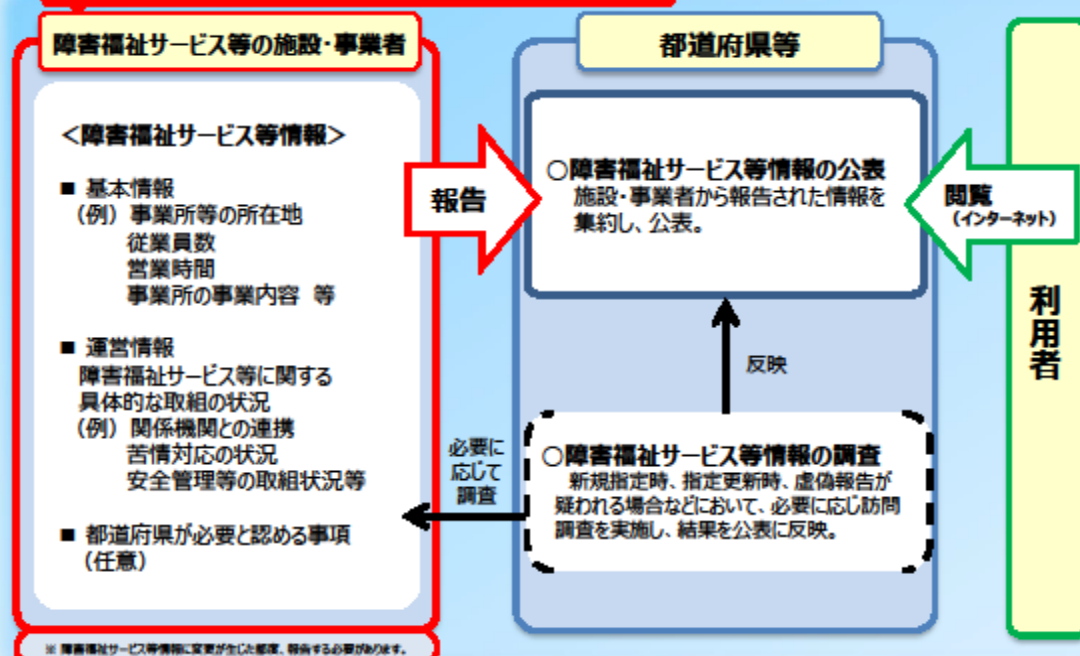 障害福祉サービス等の施設・事業者
<障害福祉サービス等情報>
■ 基本情報
(例) 事業所等の所在地
従業員数
営業時間
事業所の事業内容 等
■ 運営情報
障害福祉サービス等に関する
具体的な取組の状況
(例) 関係機関との連携
苦情対応の状況
安全管理等の取組状況等
■ 都道府県が必要と認める事項
(任意)
※ 障害福祉サービス等情報に変更が生じた都度、報告する必要があります。
報告
必要に
応じて
調査
都道府県等
○障害福祉サービス等情報の公表
施設・事業者から報告された情報を
集約し、公表。
反映
○障害福祉サービス等情報の調査
新規指定時、指定更新時、虚偽報告が
疑われる場合などにおいて、必要に応じ訪問
調査を実施し、結果を公表に反映。
閲覧
(インターネット)
利用者